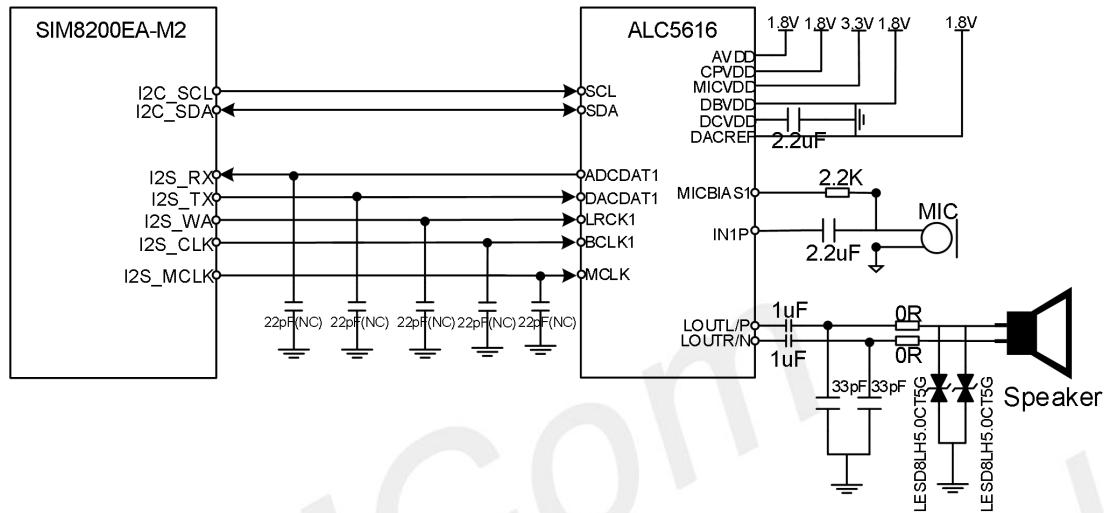 SIM8200EA-M2
ALC5616
1.8V 1.8V 3.3V 1.8V 1.8V
AVDD
CPVDD
MICVDD
DBVDD
DCVDD
DACREF
2.2uF
I2C_SCL
SCL
I2C_SDA
SDA
I2S_RX
ADCDAT1
I2S_TX
DACDAT1
I2S_WA
LRCK1
I2S_CLK
BCLK1
I2S_MCLK
MCLK
22pF(NC) 22pF(NC) 22pF(NC) 22pF(NC) 22pF(NC)
MICBIAS1
2.2K
IN1P
2.2uF
MIC
LOUTL/P
1uF
0R
LOUTR/N
1uF
0R
33pF 33pF
LESD8LH5.0CT5G
LESD8LH5.0CT5G
Speaker